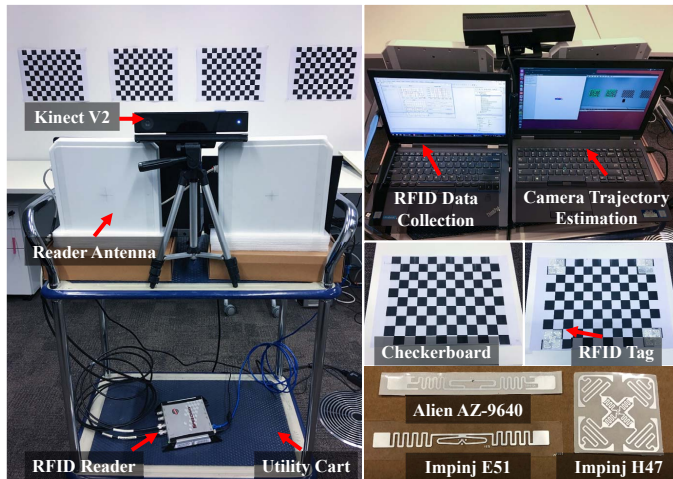 Kinect V2
Reader Antenna
RFID Reader
Utility Cart
RFID Data
Collection
Camera Trajectory
Estimation
Checkerboard
RFID Tag
Alien AZ-9640
Impinj E51
Impinj H47